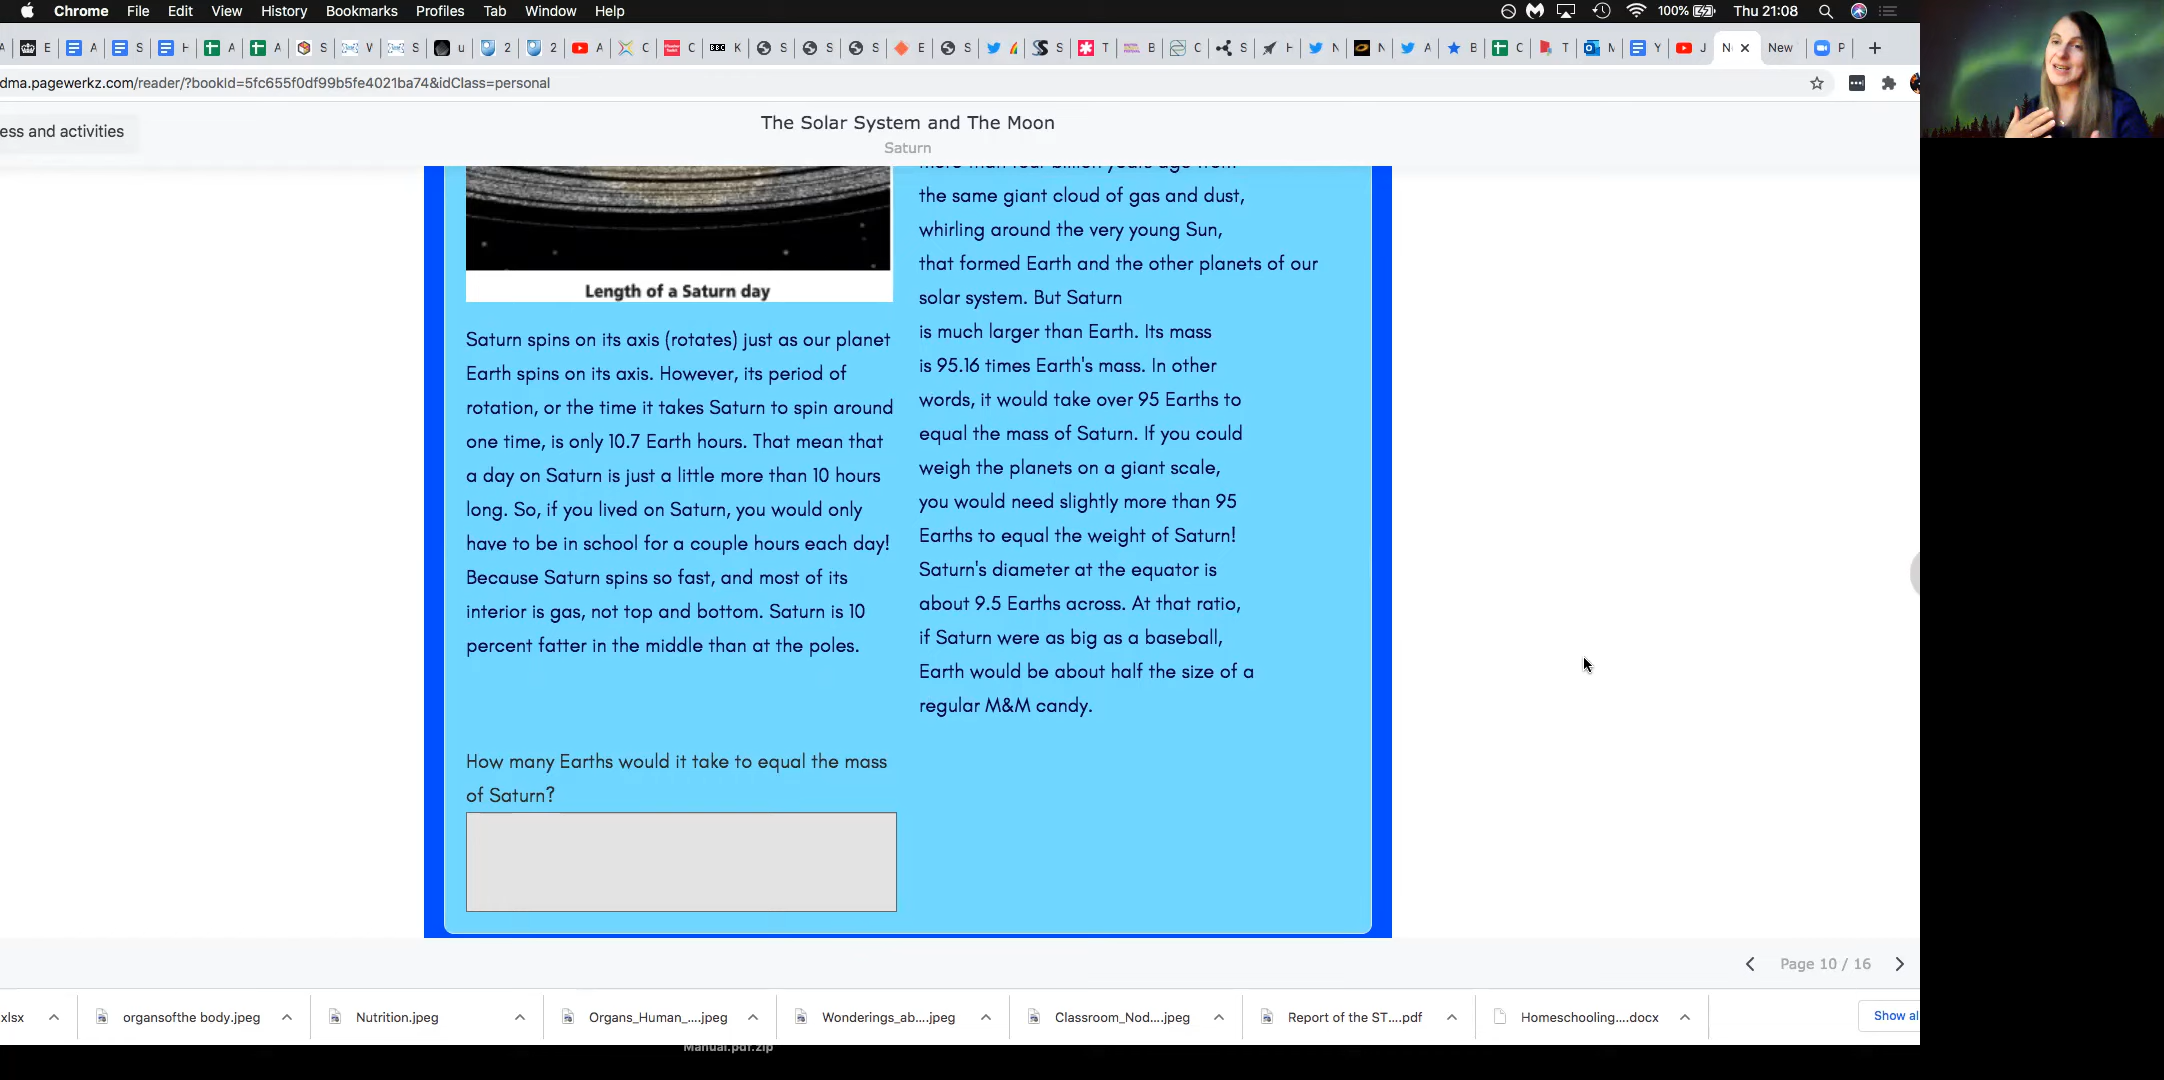 Chrome File Edit View History Bookmarks Profiles Tab Window Help 100% Thu 21:08
dma.pagewerkz.com/reader/?bookId=5fc655f0df99b5fe4021ba74&idClass=personal
ess and activities
The Solar System and The Moon
Saturn
Length of a Saturn day
Saturn spins on its axis (rotates) just as our planet
Earth spins on its axis. However, its period of
rotation, or the time it takes Saturn to spin around
one time, is only 10.7 Earth hours. That mean that
a day on Saturn is just a little more than 10 hours
long. So, if you lived on Saturn, you would only
have to be in school for a couple hours each day!
Because Saturn spins so fast, and most of its
interior is gas, not top and bottom. Saturn is 10
percent fatter in the middle than at the poles.
How many Earths would it take to equal the mass
of Saturn?
more than four billion years ago from
the same giant cloud of gas and dust,
whirling around the very young Sun,
that formed Earth and the other planets of our
solar system. But Saturn
is much larger than Earth. Its mass
is 95.16 times Earth's mass. In other
words, it would take over 95 Earths to
equal the mass of Saturn. If you could
weigh the planets on a giant scale,
you would need slightly more than 95
Earths to equal the weight of Saturn!
Saturn's diameter at the equator is
about 9.5 Earths across. At that ratio,
if Saturn were as big as a baseball,
Earth would be about half the size of a
regular M&M candy.
Page 10 / 16
xlsx organsofthe body.jpeg Nutrition.jpeg Organs_Human_....jpeg Wonderings_ab....jpeg Classroom_Nod....jpeg Report of the ST....pdf Homeschooling....docx Show al
Manual.pdf.zip